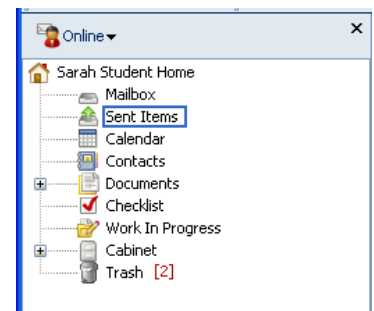 Online
Sarah Student Home
Mailbox
Sent Items
Calendar
Contacts
Documents
Checklist
Work In Progress
Cabinet
Trash [2]